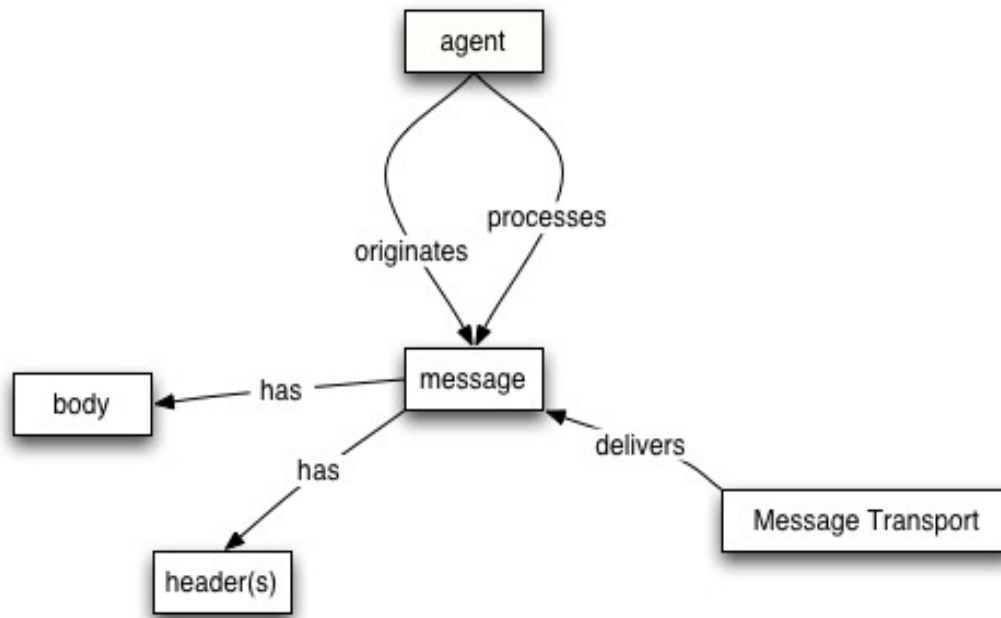 agent
processes
originates
message
has
body
delivers
has
Message Transport
header(s)